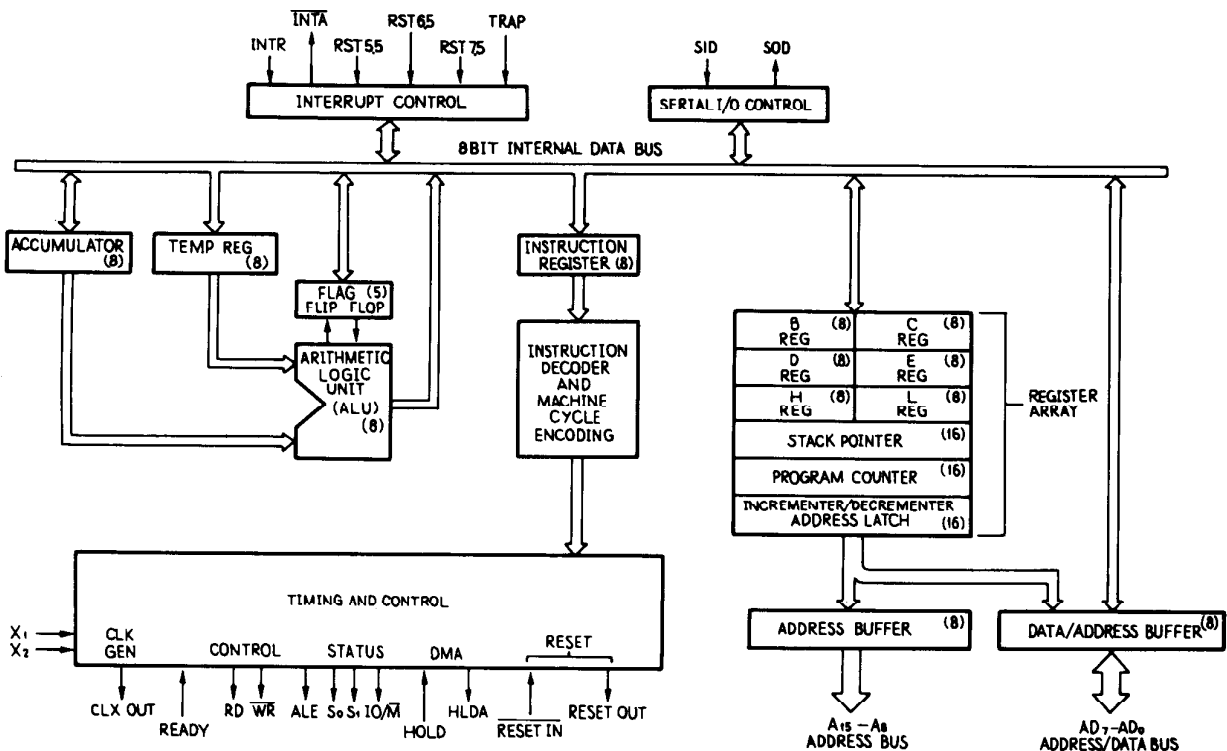 INTR
INTA
RST5,5
RST6,5
RST7,5
TRAP
SID
SOD
INTERRUPT CONTROL
SERIAL I/O CONTROL
8BIT INTERNAL DATA BUS
ACCUMULATOR
(8)
TEMP REG
(8)
INSTRUCTION
REGISTER (8)
FLAG (5)
FLIP FLOP
ARITHMETIC
LOGIC
UNIT
(ALU)
(8)
INSTRUCTION
DECODER
AND
MACHINE
CYCLE
ENCODING
B (8)
REG
C (8)
REG
D (8)
REG
E (8)
REG
H (8)
REG
L (8)
REG
STACK POINTER (16)
PROGRAM COUNTER (16)
INCREMENTER/DECREMENTER
ADDRESS LATCH (16)
REGISTER
ARRAY
TIMING AND CONTROL
X1
X2
CLK
GEN
CONTROL
STATUS
DMA
RESET
CLX OUT
READY
RD
WR
ALE
S0
S1
IO/M
HOLD
HLDA
RESET IN
RESET OUT
ADDRESS BUFFER (8)
DATA/ADDRESS BUFFER (8)
A15-A8
ADDRESS BUS
AD7-AD0
ADDRESS/DATA BUS